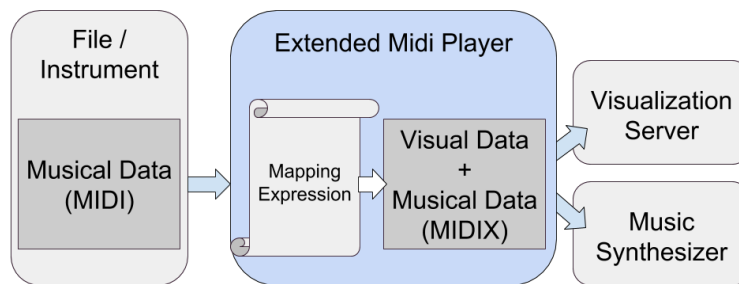 File /
Instrument
Musical Data
(MIDI)
Extended Midi Player
Mapping
Expression
Visual Data
+
Musical Data
(MIDIX)
Visualization
Server
Music
Synthesizer